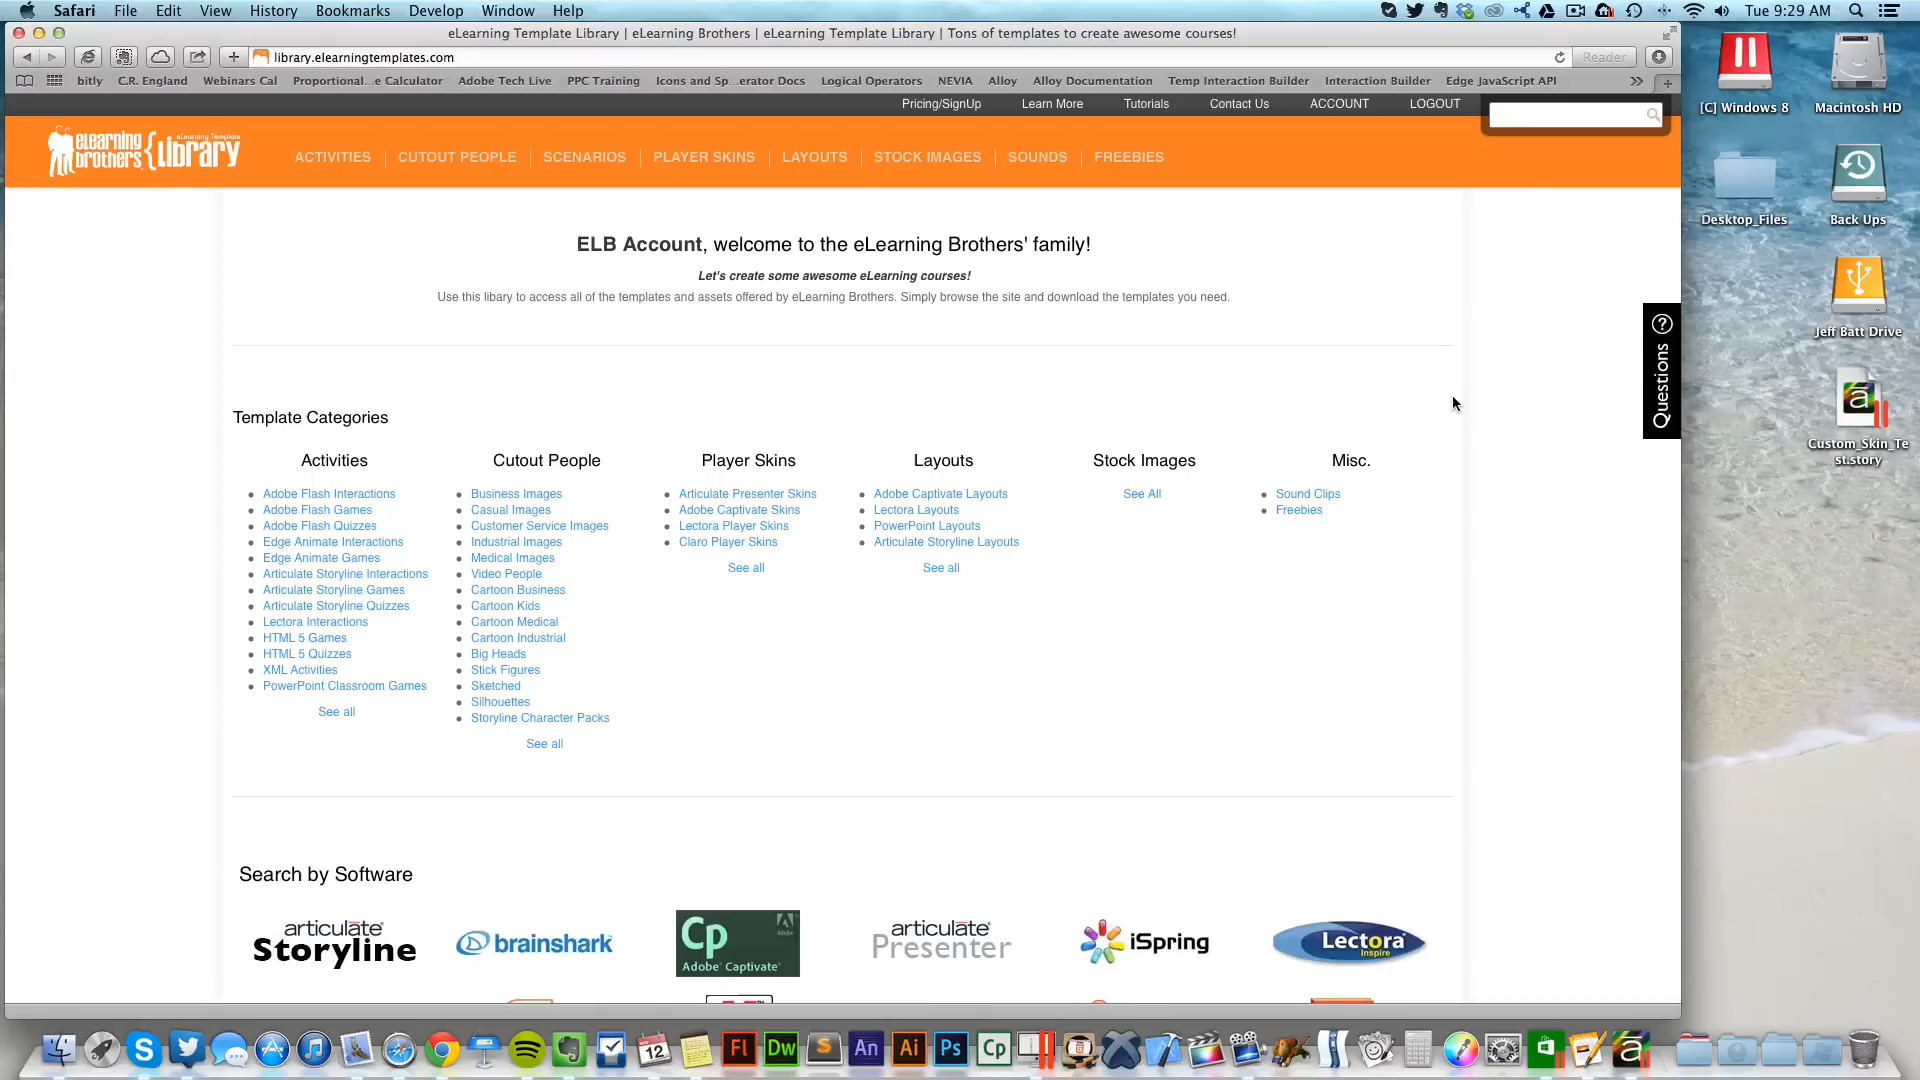 Safari File Edit View History Bookmarks Develop Window Help
Tue 9:29 AM
eLearning Template Library | eLearning Brothers | eLearning Template Library | Tons of templates to create awesome courses!
library.elearningtemplates.com
Reader
bitly C.R. England Webinars Cal Proportional...e Calculator Adobe Tech Live PPC Training Icons and Sp...erator Docs Logical Operators NEVIA Alloy Alloy Documentation Temp Interaction Builder Interaction Builder Edge JavaScript API
Pricing/SignUp Learn More Tutorials Contact Us ACCOUNT LOGOUT
elearning brothers
eLearning Template
Library
ACTIVITIES CUTOUT PEOPLE SCENARIOS PLAYER SKINS LAYOUTS STOCK IMAGES SOUNDS FREEBIES
ELB Account, welcome to the eLearning Brothers' family!
Let's create some awesome eLearning courses!
Use this libary to access all of the templates and assets offered by eLearning Brothers. Simply browse the site and download the templates you need.
Questions
Template Categories
Activities
Adobe Flash Interactions
Adobe Flash Games
Adobe Flash Quizzes
Edge Animate Interactions
Edge Animate Games
Articulate Storyline Interactions
Articulate Storyline Games
Articulate Storyline Quizzes
Lectora Interactions
HTML 5 Games
HTML 5 Quizzes
XML Activities
PowerPoint Classroom Games
See all
Cutout People
Business Images
Casual Images
Customer Service Images
Industrial Images
Medical Images
Video People
Cartoon Business
Cartoon Kids
Cartoon Medical
Cartoon Industrial
Big Heads
Stick Figures
Sketched
Silhouettes
Storyline Character Packs
See all
Player Skins
Articulate Presenter Skins
Adobe Captivate Skins
Lectora Player Skins
Claro Player Skins
See all
Layouts
Adobe Captivate Layouts
Lectora Layouts
PowerPoint Layouts
Articulate Storyline Layouts
See all
Stock Images
See All
Misc.
Sound Clips
Freebies
Search by Software
articulate
Storyline
brainshark
Cp
Adobe Captivate
articulate
Presenter
iSpring
Lectora
Inspire
[C] Windows 8
Macintosh HD
Desktop_Files
Back Ups
Jeff Batt Drive
Custom_Skin_Te
st.story
12
Fl
Dw
S
An
Ai
Ps
Cp